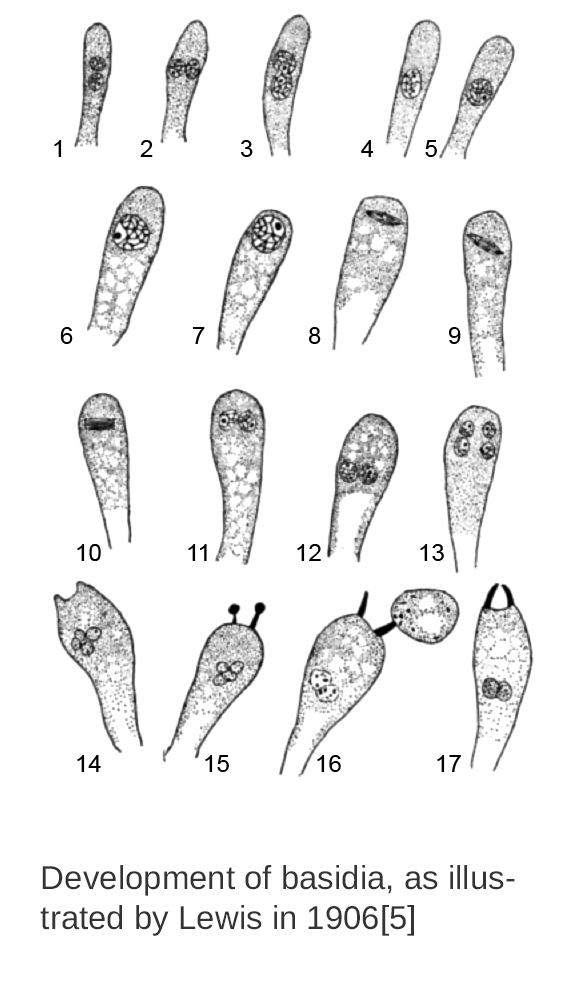 1 2 3 4 5
6 7 8 9
10 11 12 13
14 15 16 17
Development of basidia, as illus-
trated by Lewis in 1906[5]